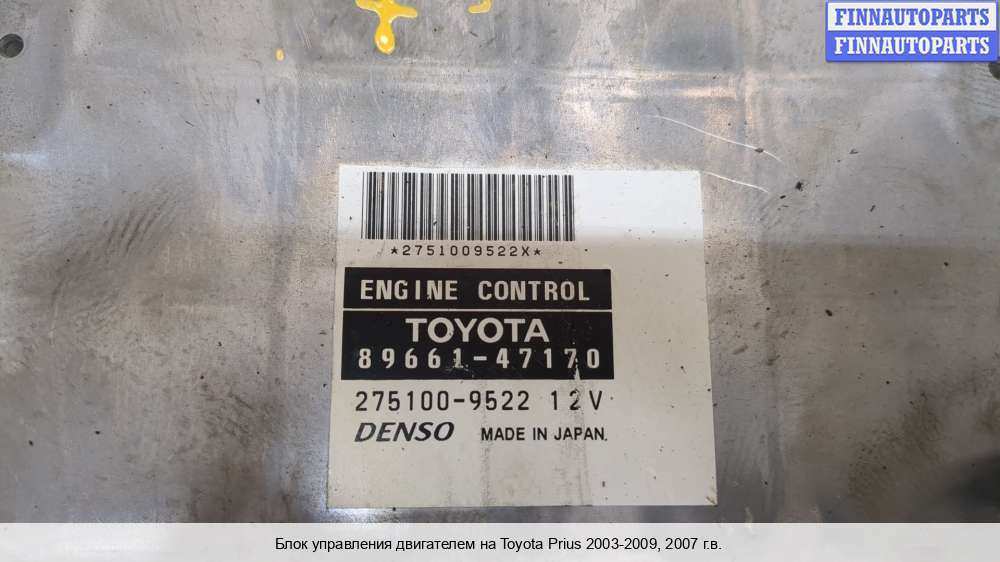 FINNAUTOPARTS
FINNAUTOPARTS
*2751009522X*
ENGINE CONTROL
TOYOTA
89661-47170
275100-9522 12V
DENSO MADE IN JAPAN.
Блок управления двигателем на Toyota Prius 2003-2009, 2007 г.в.